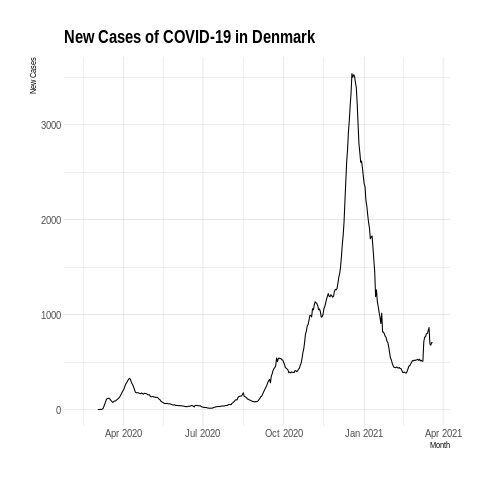 New Cases of COVID-19 in Denmark
New Cases
3000
2000
1000
0
Apr 2020 Jul 2020 Oct 2020 Jan 2021 Apr 2021
Month